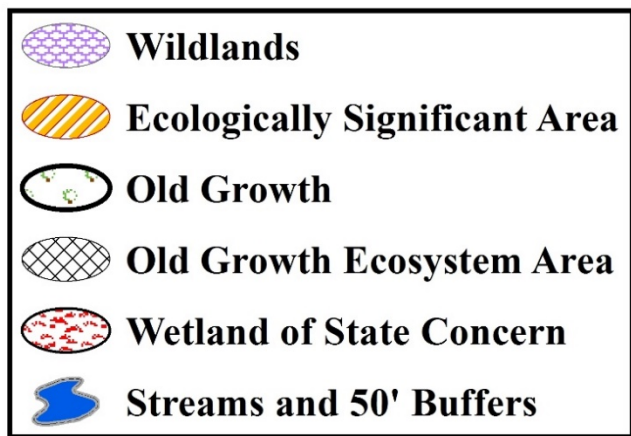 Wildlands
Ecologically Significant Area
Old Growth
Old Growth Ecosystem Area
Wetland of State Concern
Streams and 50' Buffers